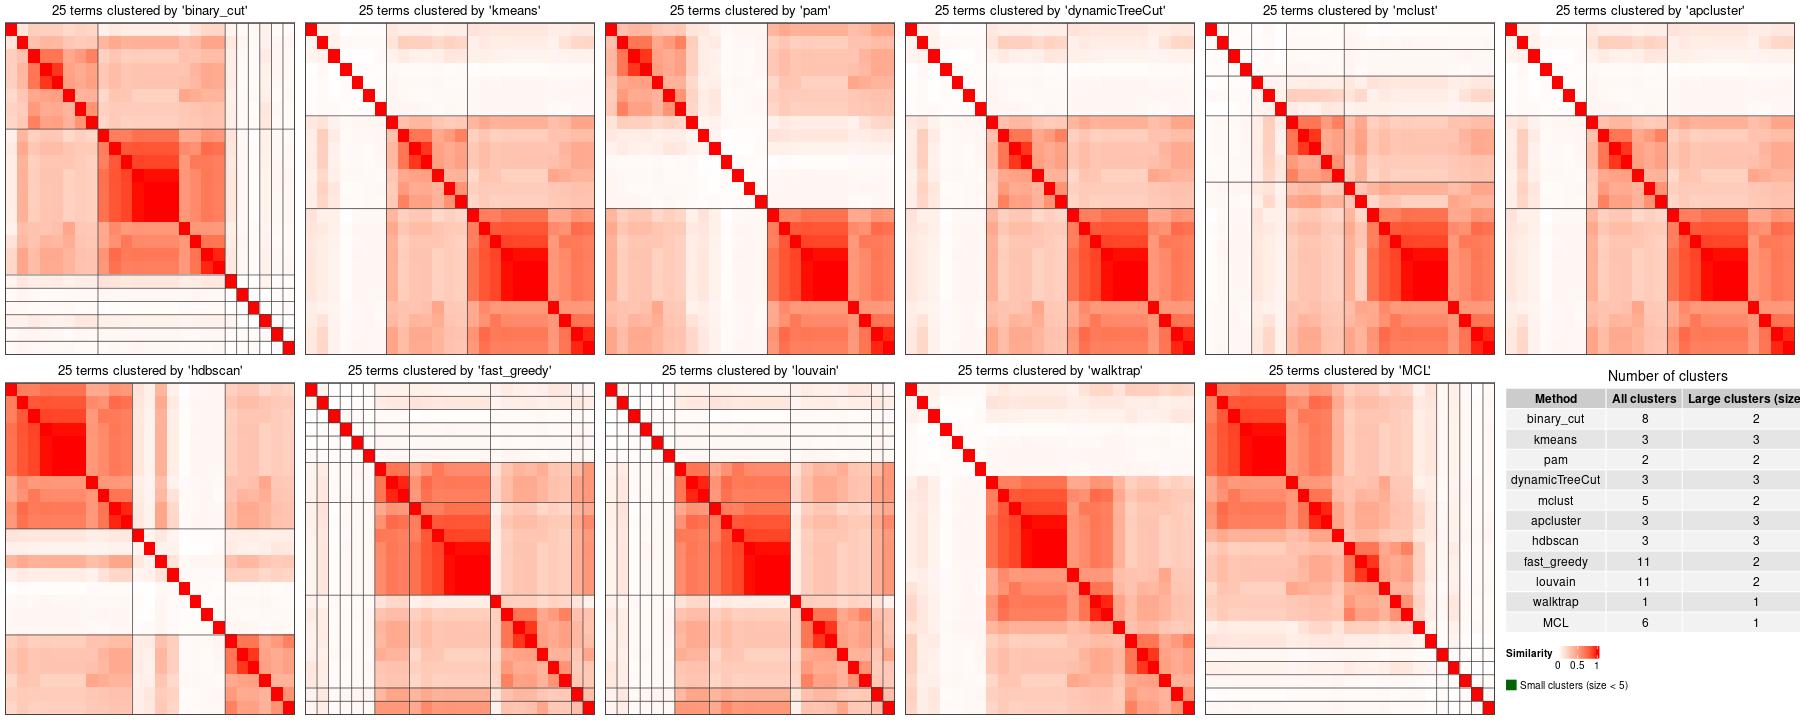 25 terms clustered by 'binary_cut'
25 terms clustered by 'kmeans'
25 terms clustered by 'pam'
25 terms clustered by 'dynamicTreeCut'
25 terms clustered by 'mclust'
25 terms clustered by 'apcluster'
25 terms clustered by 'hdbscan'
25 terms clustered by 'fast_greedy'
25 terms clustered by 'louvain'
25 terms clustered by 'walktrap'
25 terms clustered by 'MCL'
Number of clusters
Method All clusters Large clusters (size
binary_cut 8 2
kmeans 3 3
pam 2 2
dynamicTreeCut 3 3
mclust 5 2
apcluster 3 3
hdbscan 3 3
fast_greedy 11 2
louvain 11 2
walktrap 1 1
MCL 6 1
Similarity
0 0.5 1
Small clusters (size < 5)